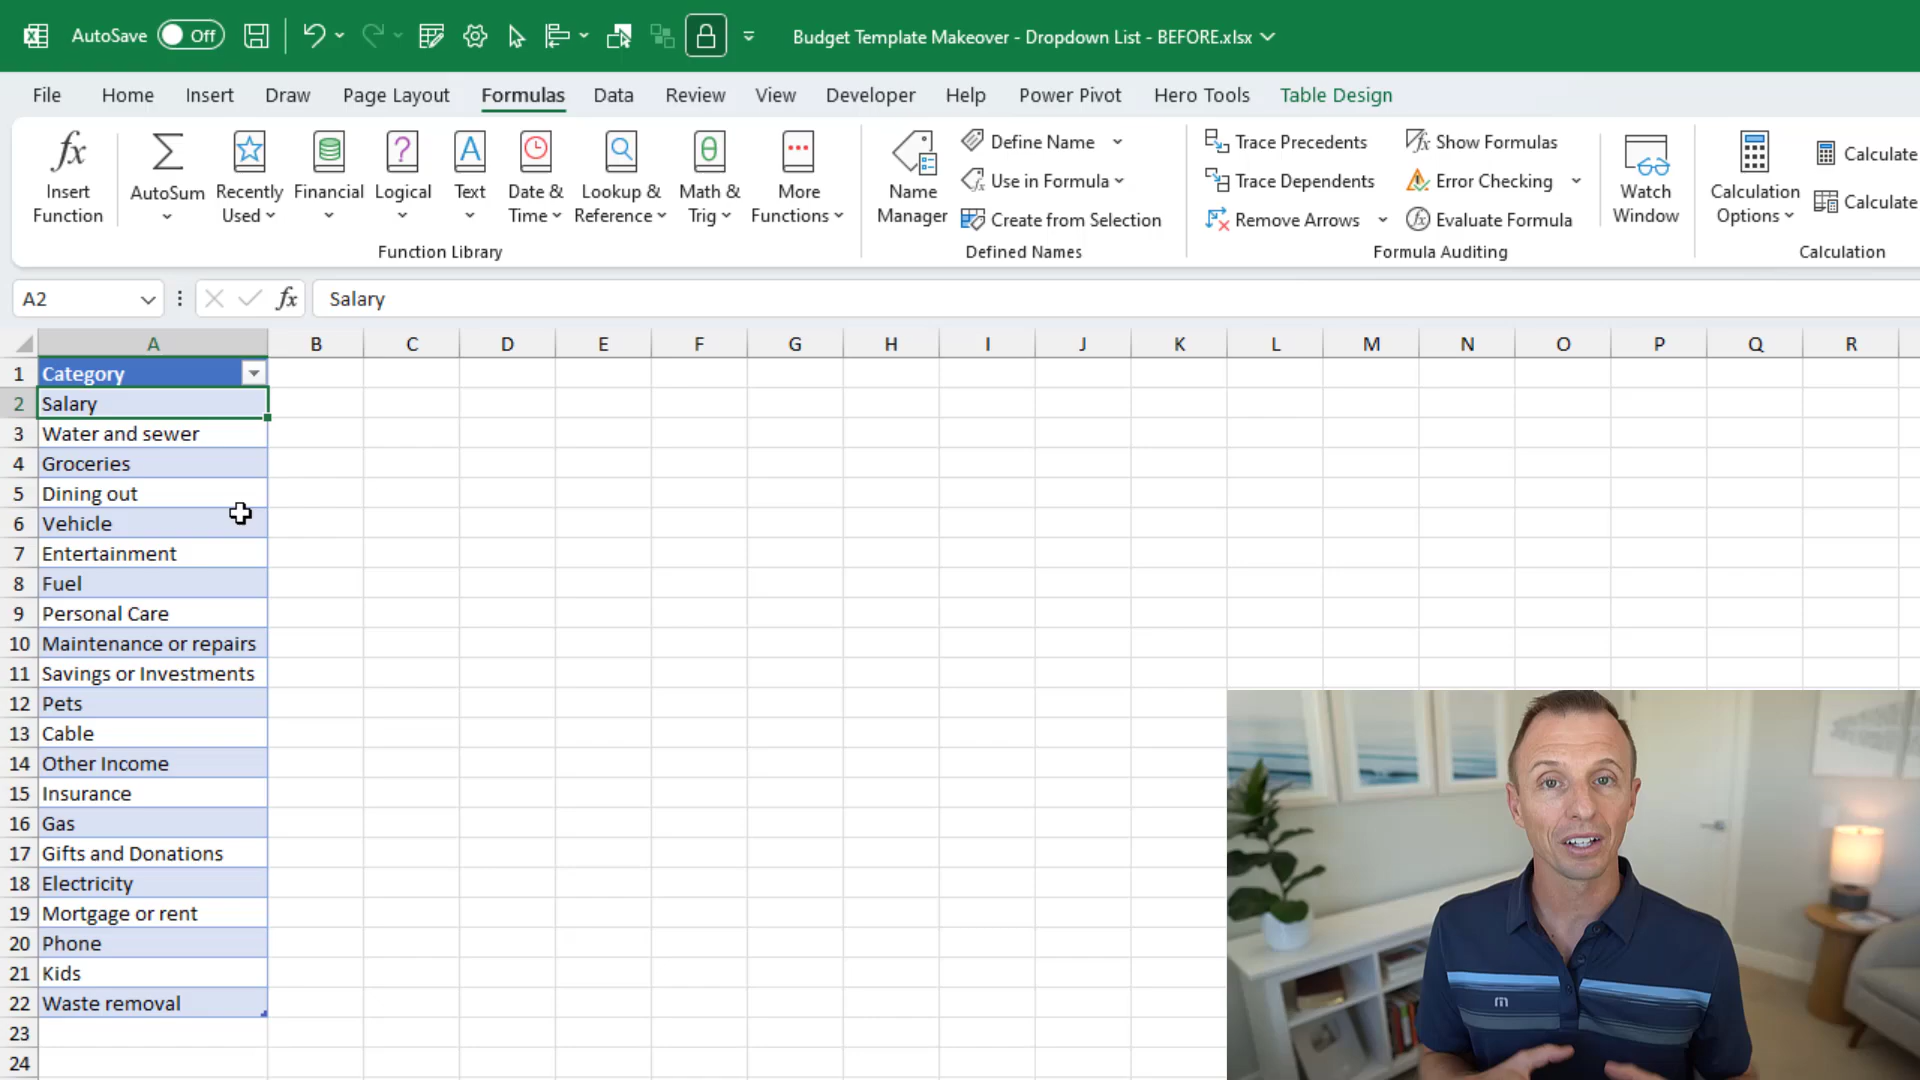 AutoSave Off
Budget Template Makeover - Dropdown List - BEFORE.xlsx
File Home Insert Draw Page Layout Formulas Data Review View Developer Help Power Pivot Hero Tools Table Design
Insert Function
AutoSum
Recently Used
Financial
Logical
Text
Date & Time
Lookup & Reference
Math & Trig
More Functions
Function Library
Name Manager
Define Name
Use in Formula
Create from Selection
Defined Names
Trace Precedents
Trace Dependents
Remove Arrows
Show Formulas
Error Checking
Evaluate Formula
Formula Auditing
Watch Window
Calculation Options
Calculate
Calculate
Calculation
A2 fx Salary
A B C D E F G H I J K L M N O P Q R
1 Category
2 Salary
3 Water and sewer
4 Groceries
5 Dining out
6 Vehicle
7 Entertainment
8 Fuel
9 Personal Care
10 Maintenance or repairs
11 Savings or Investments
12 Pets
13 Cable
14 Other Income
15 Insurance
16 Gas
17 Gifts and Donations
18 Electricity
19 Mortgage or rent
20 Phone
21 Kids
22 Waste removal
23
24